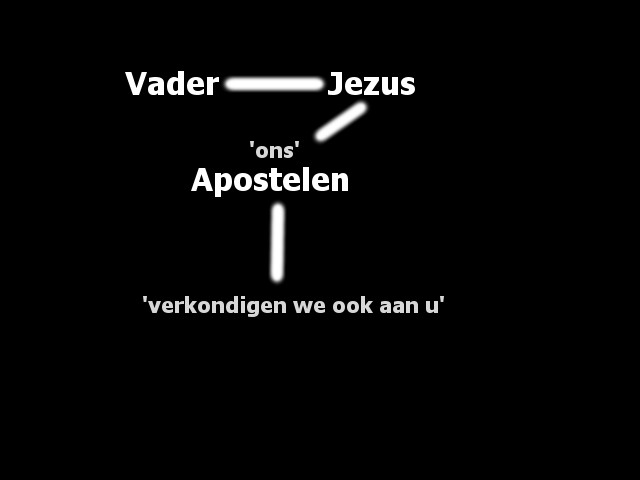 Vader Jezus
'ons'
Apostelen
'verkondigen we ook aan u'